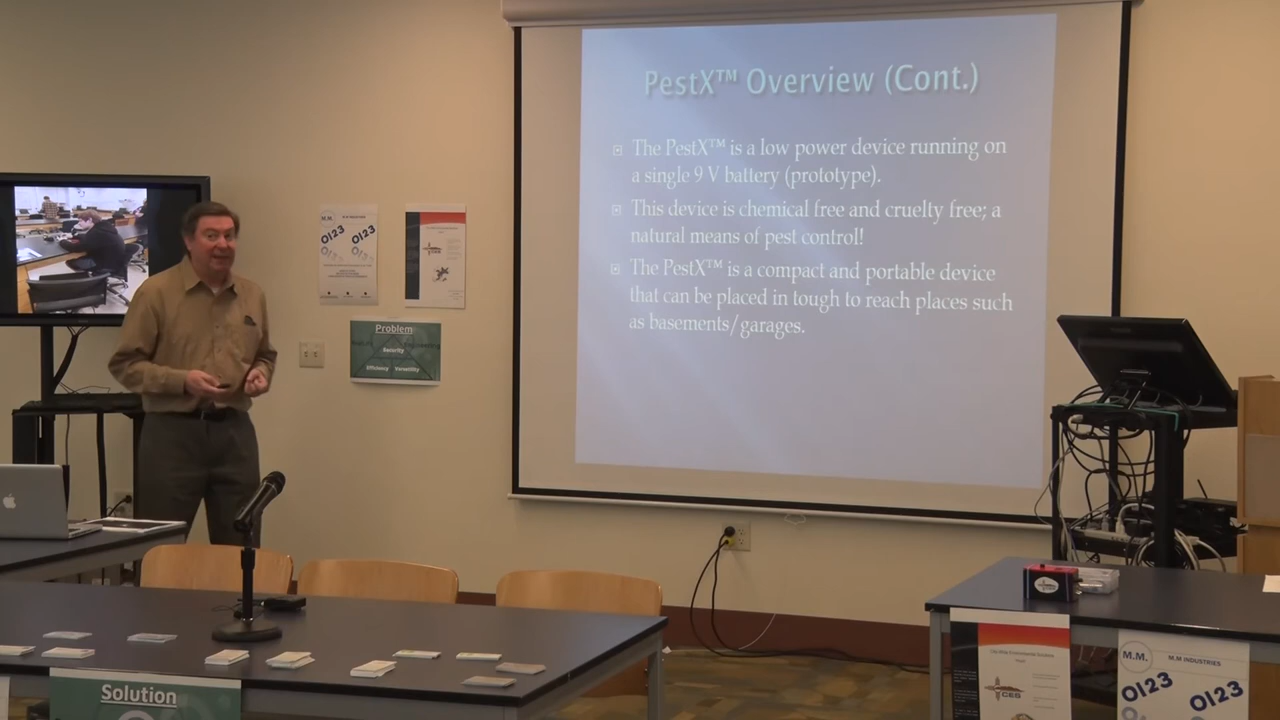 PestX™ Overview (Cont.)
The PestX™ is a low power device running on
a single 9 V battery (prototype).
This device is chemical free and cruelty free; a
natural means of pest control!
The PestX™ is a compact and portable device
that can be placed in tough to reach places such
as basements/garages.
M.M.
M.M INDUSTRIES
0123
0123
Problem
Security
Efficiency
Versatility
Solution
CES
M.M.
M.M INDUSTRIES
0123
0123